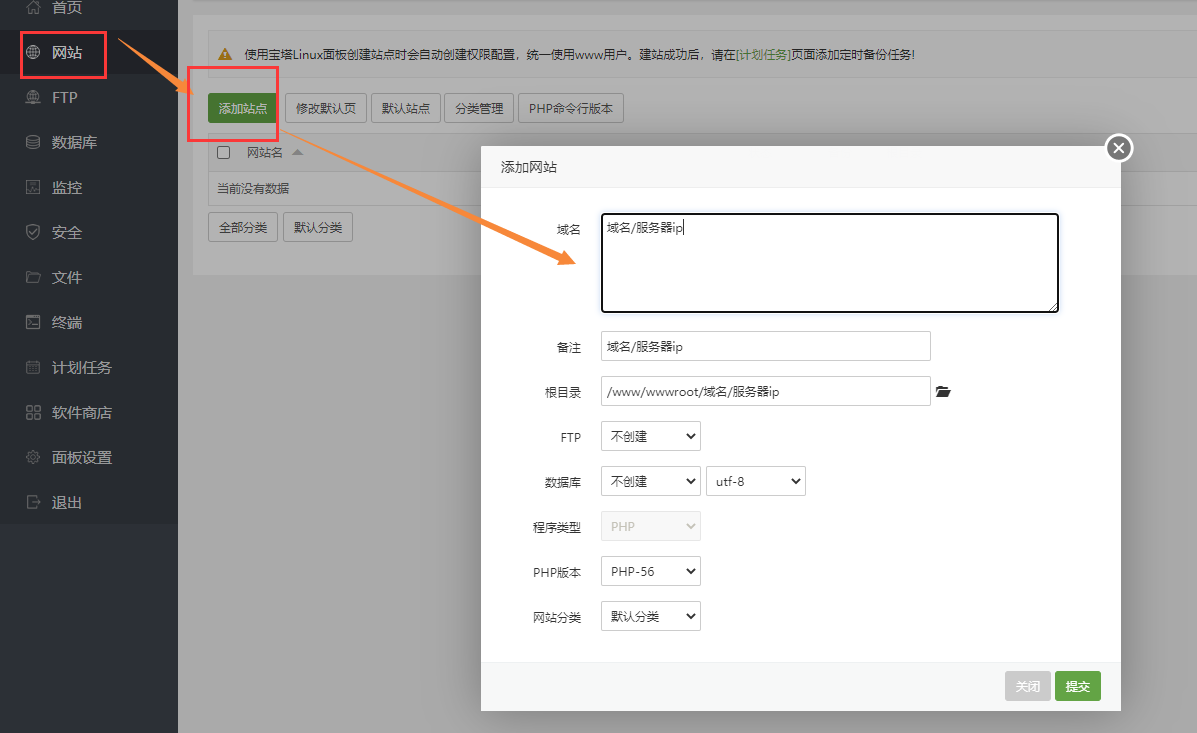 首页
网站
FTP
数据库
监控
安全
文件
终端
计划任务
软件商店
面板设置
退出
使用宝塔Linux面板创建站点时会自动创建权限配置，统一使用www用户。建站成功后，请在[计划任务]页面添加定时备份任务!
添加站点 修改默认页 默认站点 分类管理 PHP命令行版本
网站名
当前没有数据
全部分类 默认分类
添加网站
域名 域名/服务器ip
备注 域名/服务器ip
根目录 /www/wwwroot/域名/服务器ip
FTP 不创建
数据库 不创建 utf-8
程序类型 PHP
PHP版本 PHP-56
网站分类 默认分类
关闭 提交